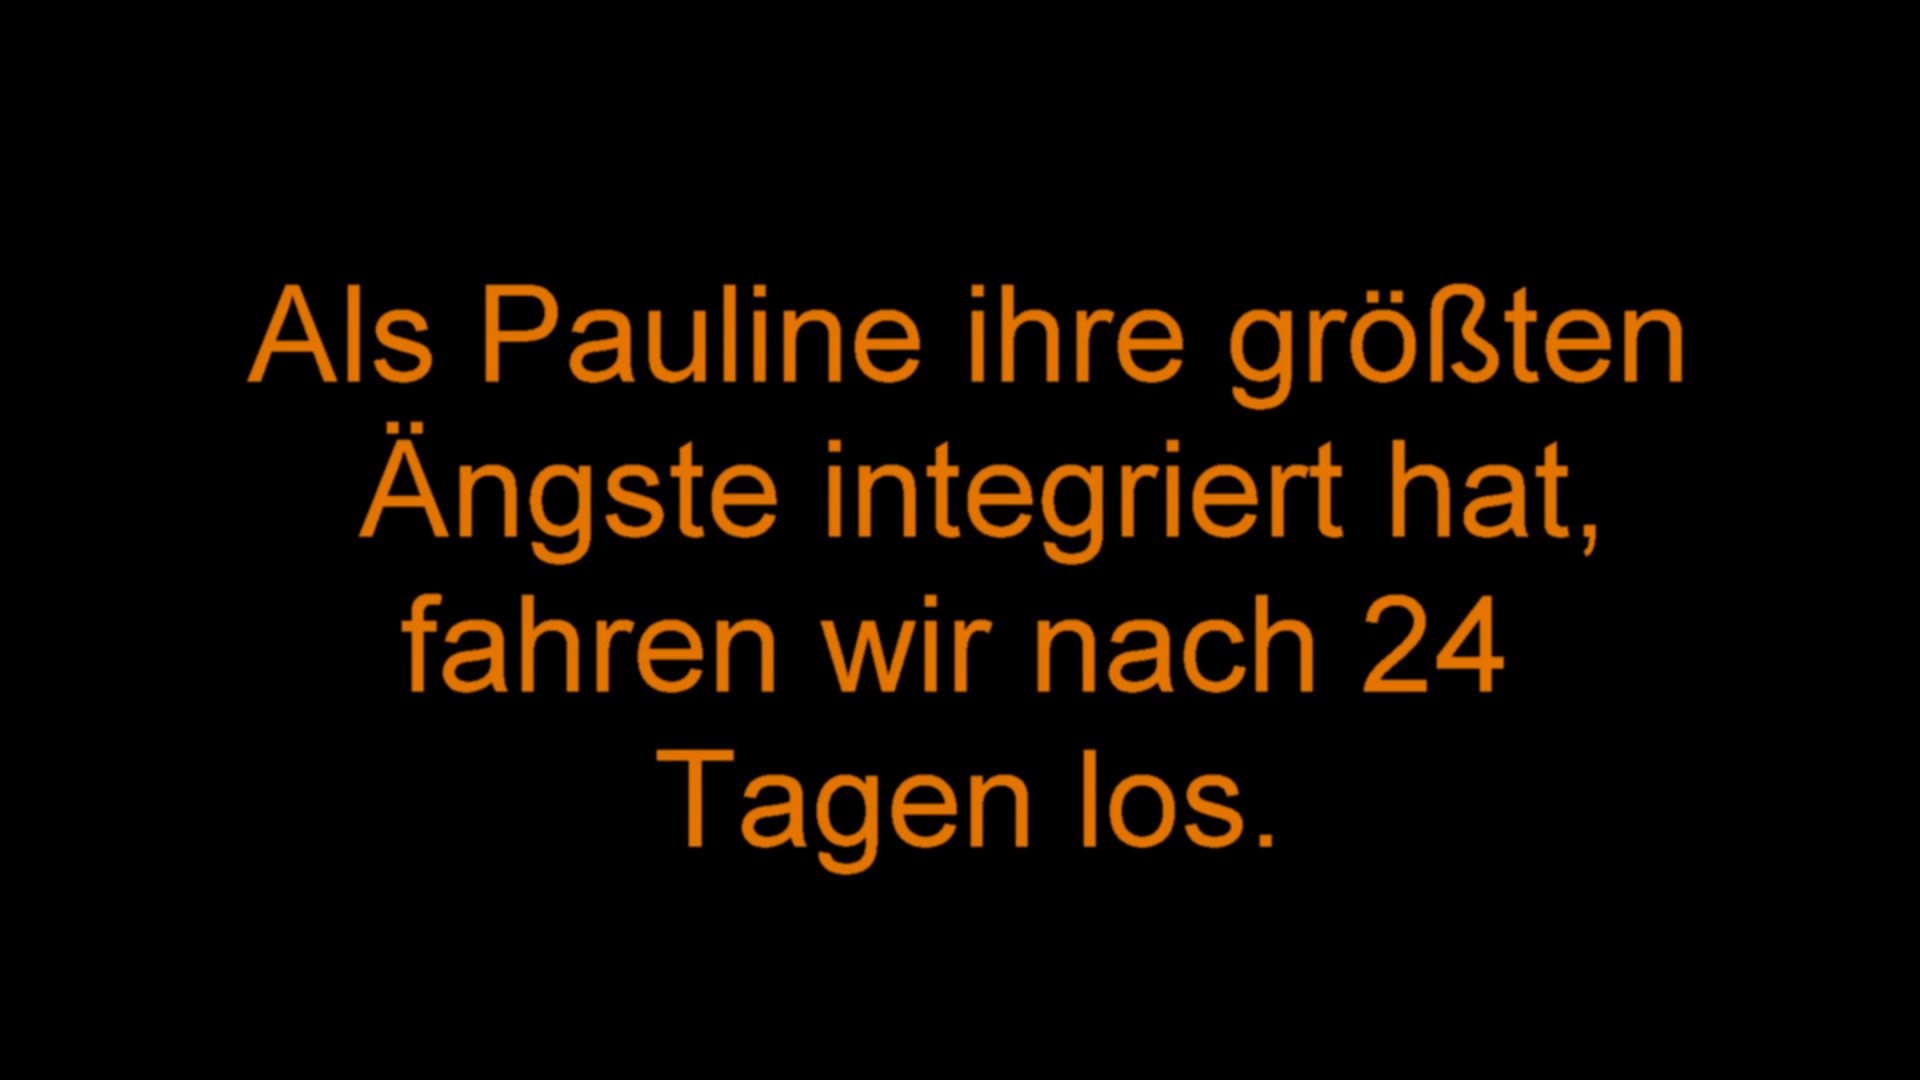 Als Pauline ihre größten
Ängste integriert hat,
fahren wir nach 24
Tagen los.